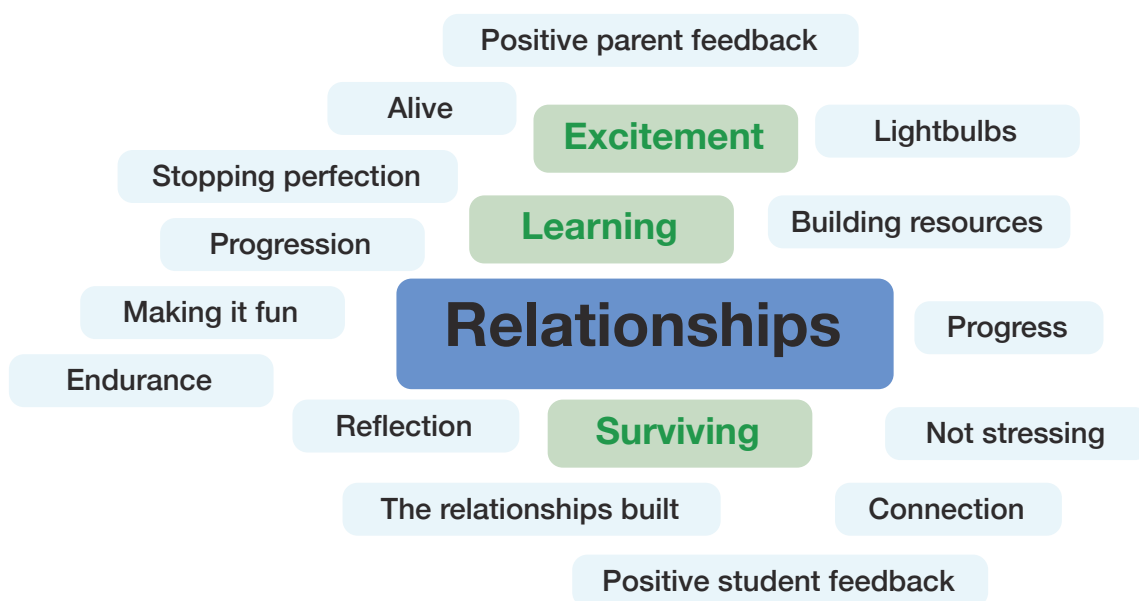 Positive parent feedback
Alive
Excitement
Lightbulbs
Stopping perfection
Learning
Building resources
Progression
Making it fun
Relationships
Progress
Endurance
Reflection
Surviving
Not stressing
The relationships built
Connection
Positive student feedback